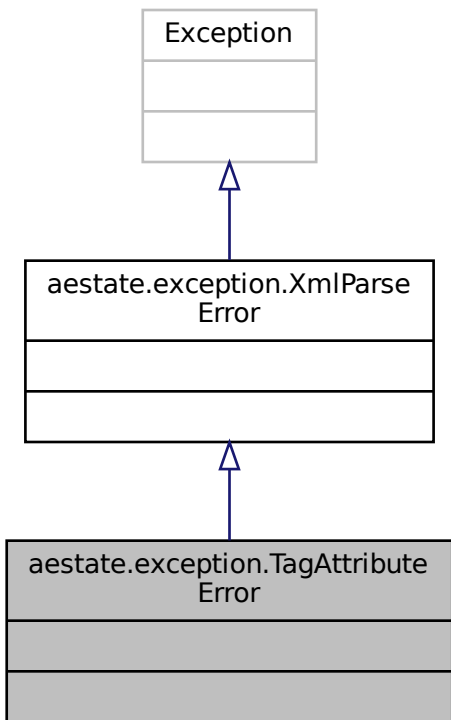 Exception
aestate.exception.XmlParse
Error
aestate.exception.TagAttribute
Error